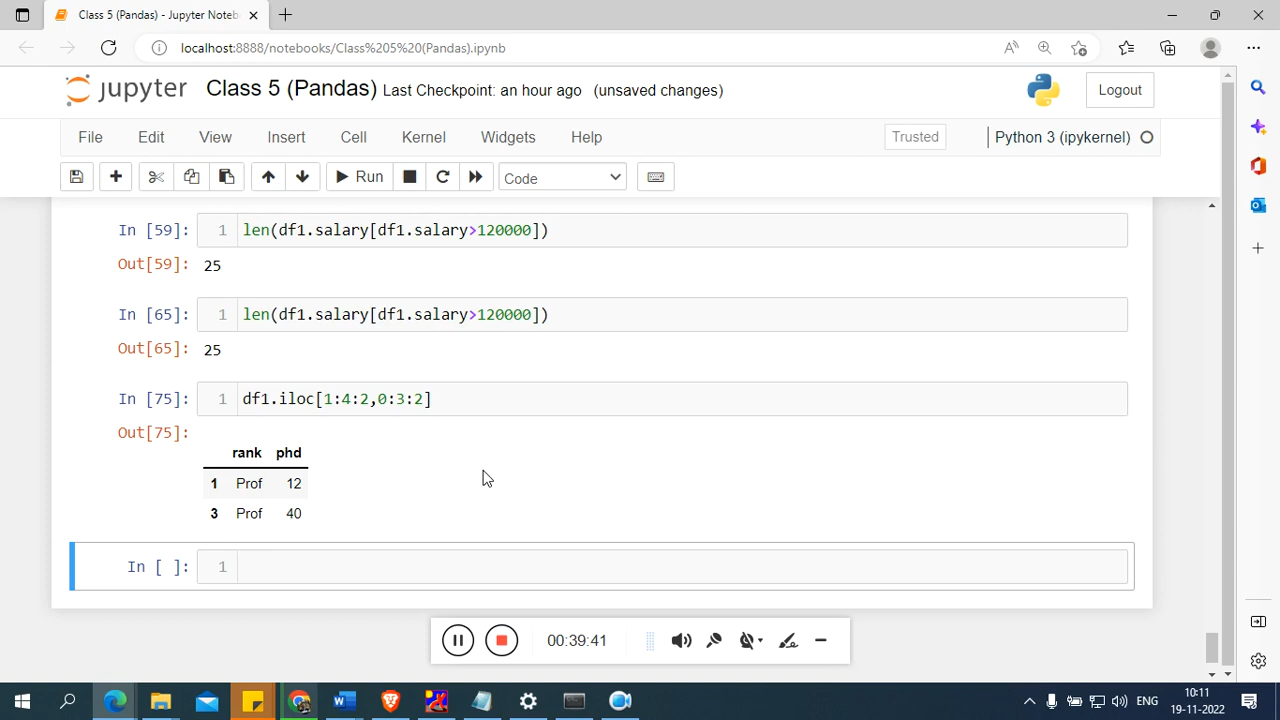 Class 5 (Pandas) - Jupyter Noteb
localhost:8888/notebooks/Class%205%20(Pandas).ipynb
jupyter Class 5 (Pandas) Last Checkpoint: an hour ago (unsaved changes)
Logout
File Edit View Insert Cell Kernel Widgets Help
Trusted
Python 3 (ipykernel)
Run
Code
In [59]: 1 len(df1.salary[df1.salary>120000])
Out[59]: 25
In [65]: 1 len(df1.salary[df1.salary>120000])
Out[65]: 25
In [75]: 1 df1.iloc[1:4:2,0:3:2]
Out[75]:
rank phd
1 Prof 12
3 Prof 40
In [ ]: 1
00:39:41
ENG
10:11
19-11-2022